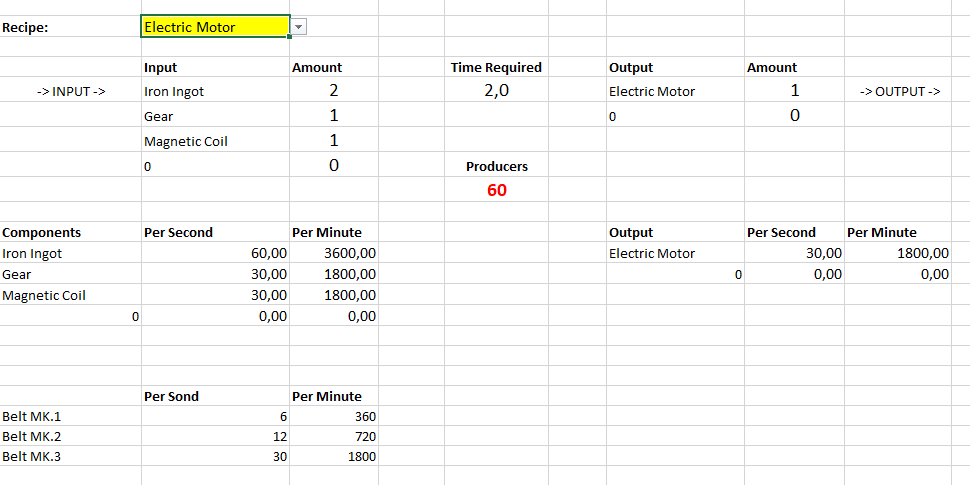 Recipe: Electric Motor
Input Amount Time Required Output Amount
-> INPUT -> Iron Ingot 2 2,0 Electric Motor 1 -> OUTPUT ->
Gear 1 0 0
Magnetic Coil 1
0 0 Producers
60
Components Per Second Per Minute Output Per Second Per Minute
Iron Ingot 60,00 3600,00 Electric Motor 30,00 1800,00
Gear 30,00 1800,00 0 0,00 0,00
Magnetic Coil 30,00 1800,00
0 0,00 0,00
Per Sond Per Minute
Belt MK.1 6 360
Belt MK.2 12 720
Belt MK.3 30 1800